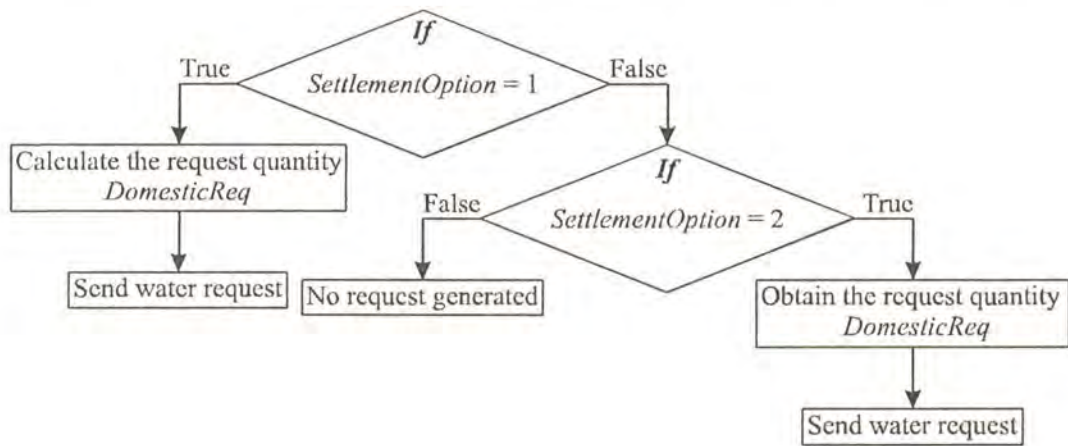 If
SettlementOption = 1
True
False
Calculate the request quantity
DomesticReq
Send water request
If
SettlementOption = 2
False
True
No request generated
Obtain the request quantity
DomesticReq
Send water request